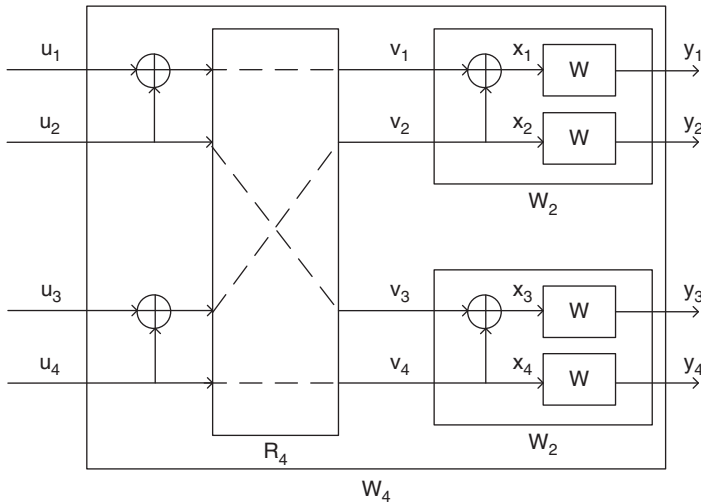 u1 v1 x1 W y1
u2 v2 x2 W y2
W2
u3 v3 x3 W y3
u4 v4 x4 W y4
W2
R4
W4